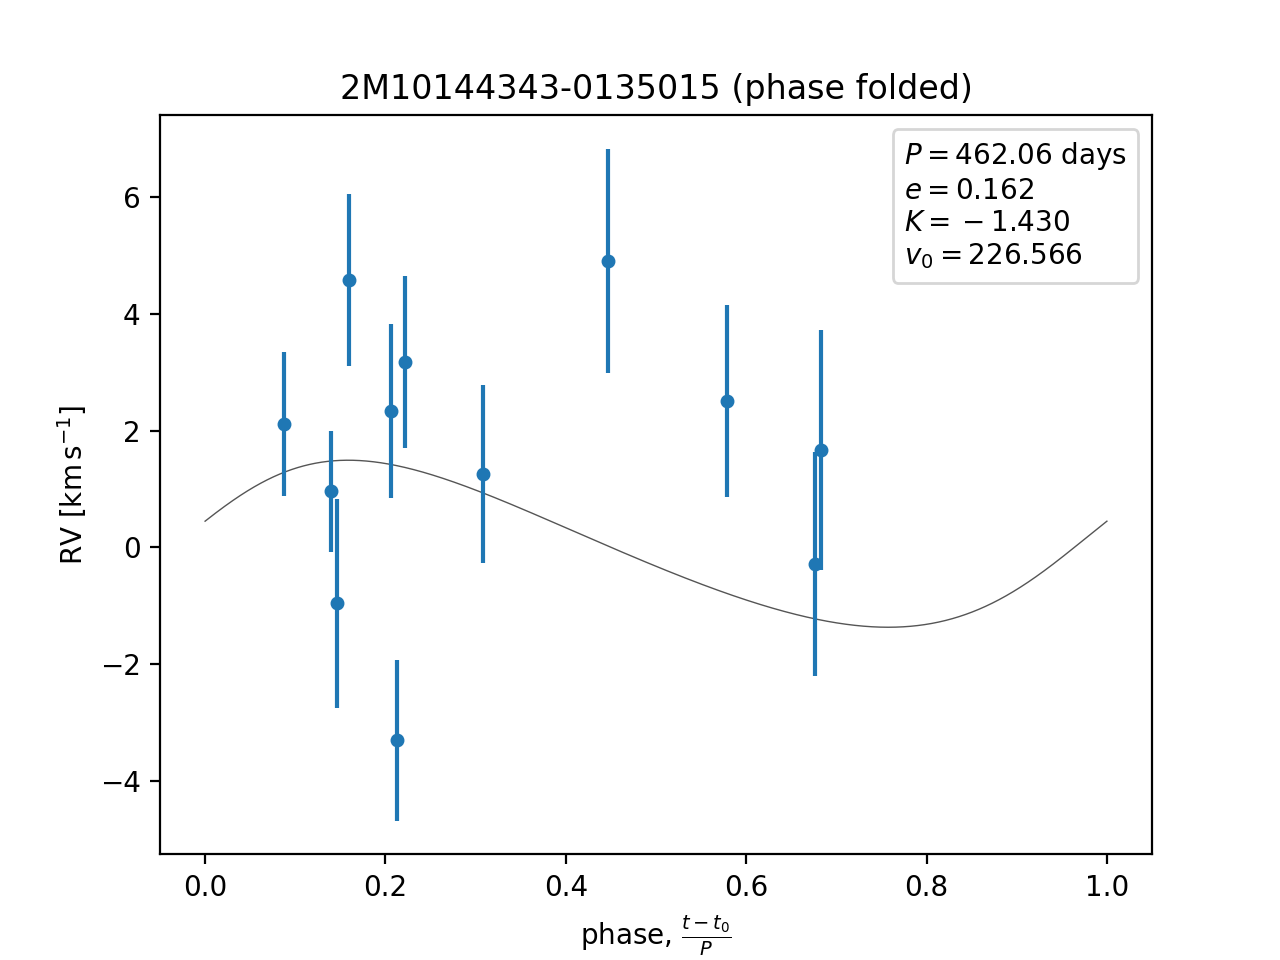 2M10144343-0135015 (phase folded)
P = 462.06 days
e = 0.162
K = −1.430
v₀ = 226.566
RV [km s⁻¹]
6
4
2
0
−2
−4
0.0 0.2 0.4 0.6 0.8 1.0
phase, (t − t₀)/P